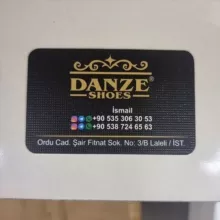 DANZE®
SHOES
İsmail
+90 535 306 30 53
+90 538 724 65 63
Ordu Cad. Şair Fitnat Sok. No: 3/B Laleli / İST.